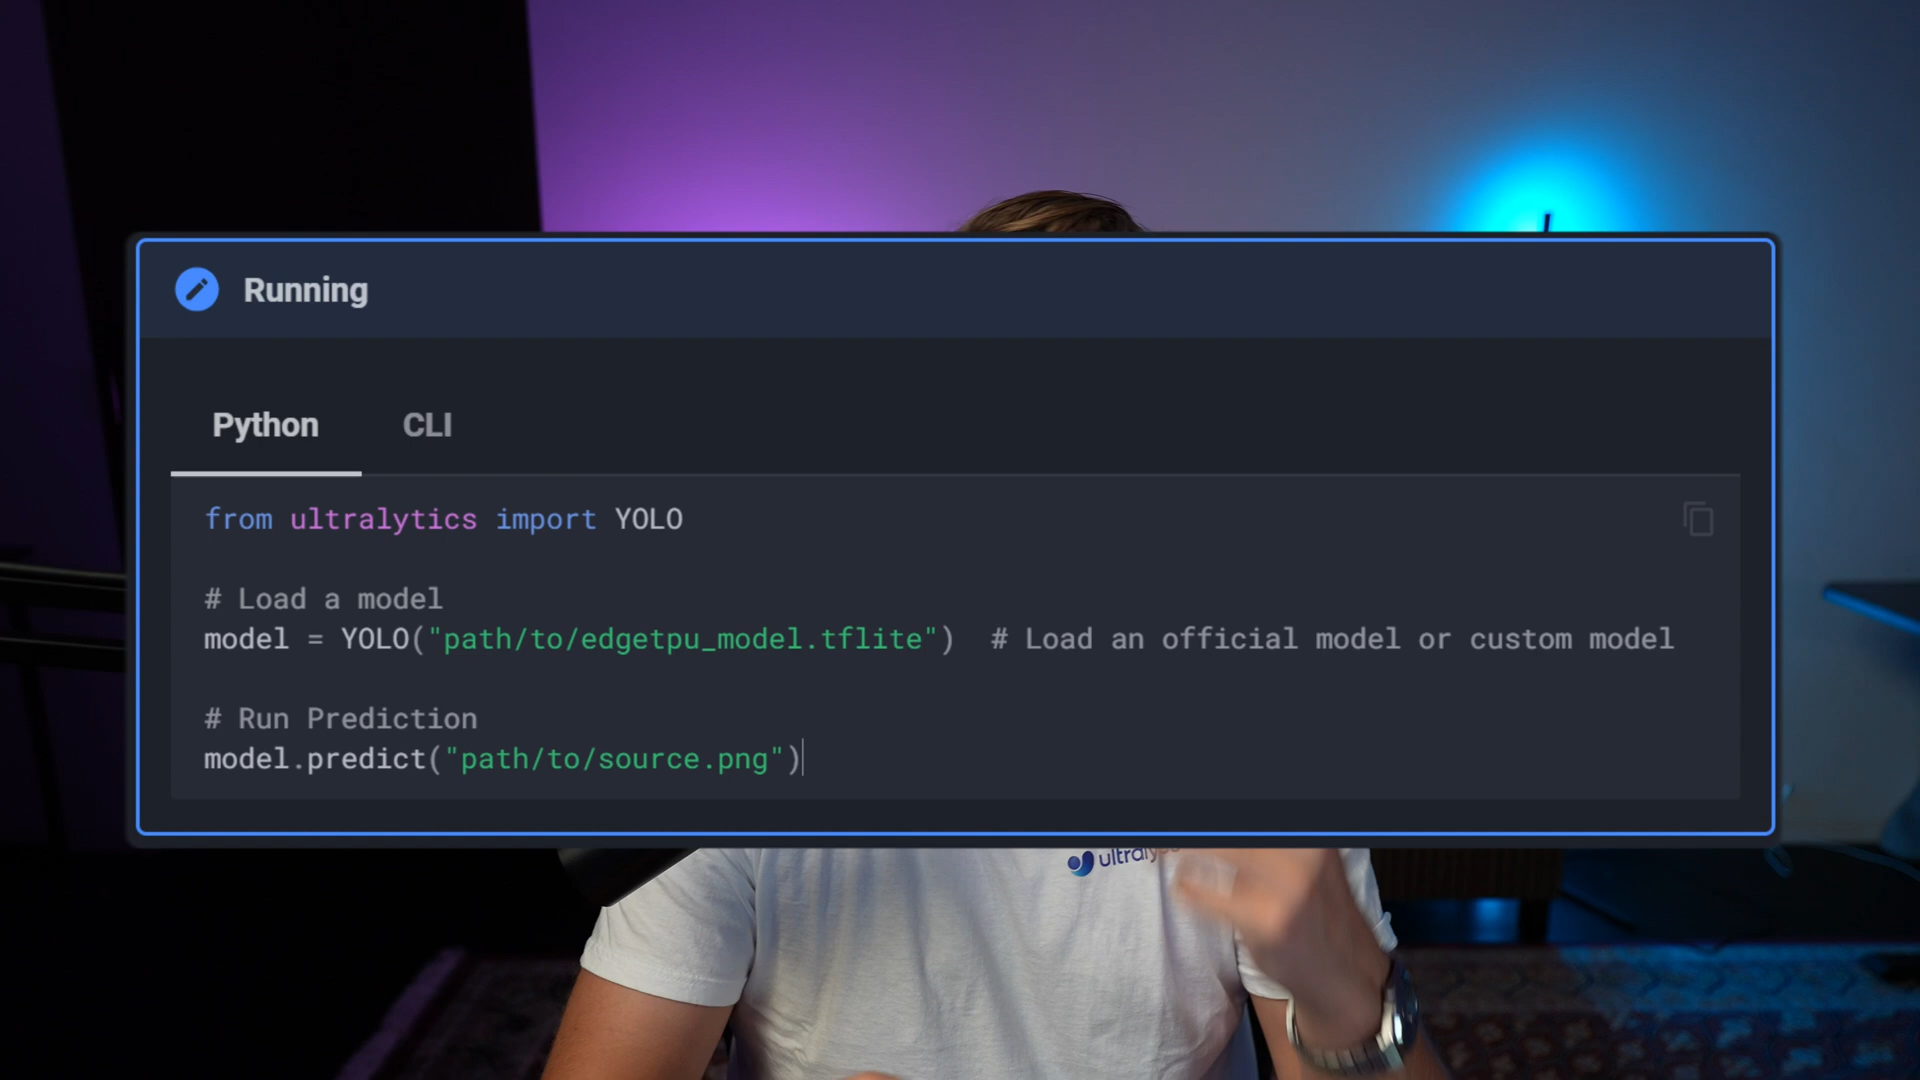 Running
Python CLI
from ultralytics import YOLO
# Load a model
model = YOLO("path/to/edgetpu_model.tflite")  # Load an official model or custom model
# Run Prediction
model.predict("path/to/source.png")